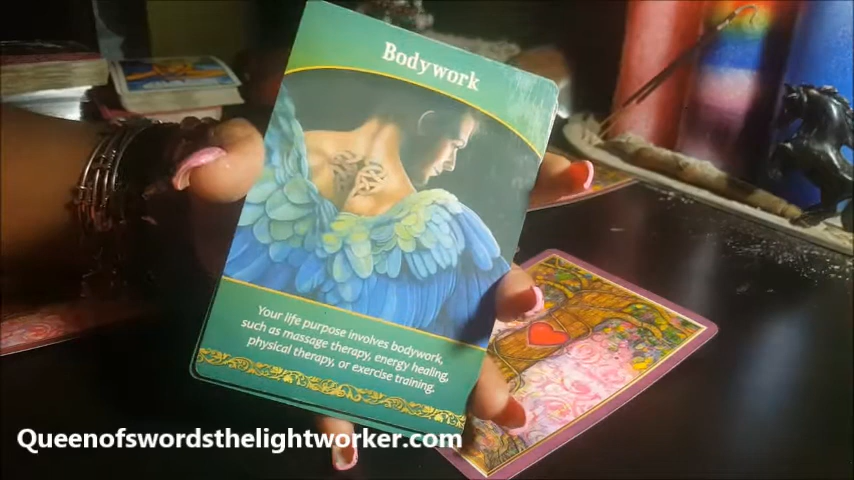 Bodywork
Your life purpose involves bodywork,
such as massage therapy, energy healing,
physical therapy, or exercise training.
Queenofswordsthelightworker.com